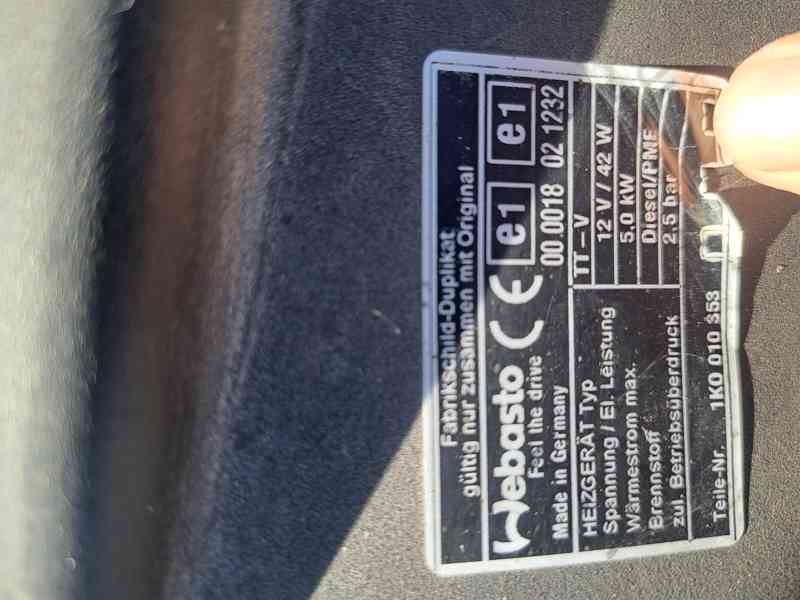 Fabrikschild-Duplikat
gültig nur zusammen mit Original
Webasto CE e1 e1
Feel the drive
Made in Germany 00.0018 02 1232
HEIZGERÄT Typ TT-V
Spannung / El. Leistung 12 V / 42 W
Wärmestrom max. 5.0 kW
Brennstoff Diesel/PME
zul. Betriebsüberdruck 2.5 bar
Teile-Nr. 1K0 010 353